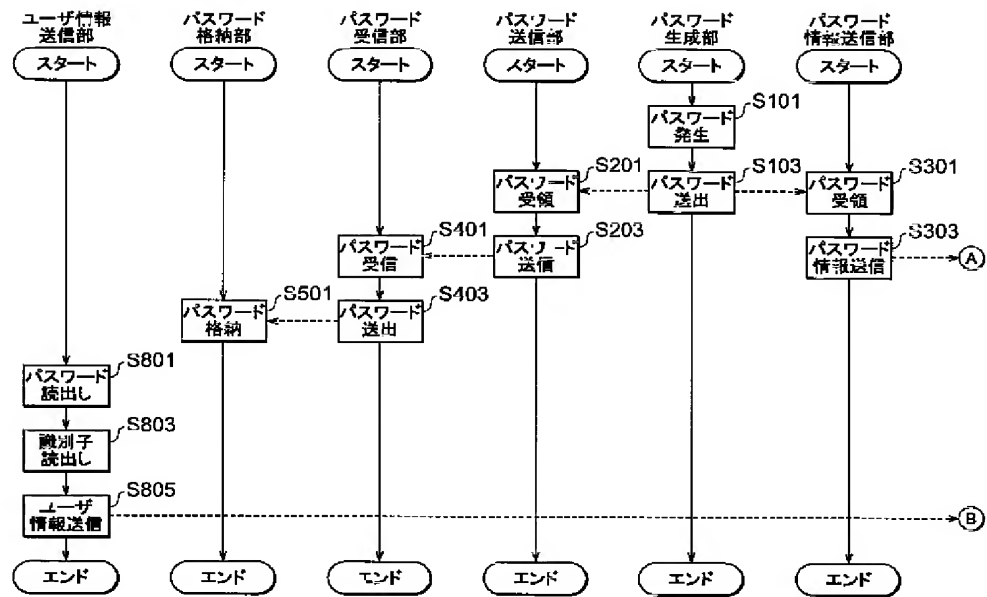 ユーザ情報
送信部
パスワード
格納部
パスワード
受信部
パスワード
送信部
パスワード
生成部
パスワード
情報送信部
スタート
スタート
スタート
スタート
スタート
スタート
S101
パスワード
発生
S201
パスワード
受領
S103
パスワード
送出
S301
パスワード
受領
S401
パスワード
受信
S203
パスワード
送信
S303
パスワード
情報送信
A
S501
パスワード
格納
S403
パスワード
送出
S801
パスワード
読出し
S803
識別子
読出し
S805
ユーザ
情報送信
B
エンド
エンド
エンド
エンド
エンド
エンド